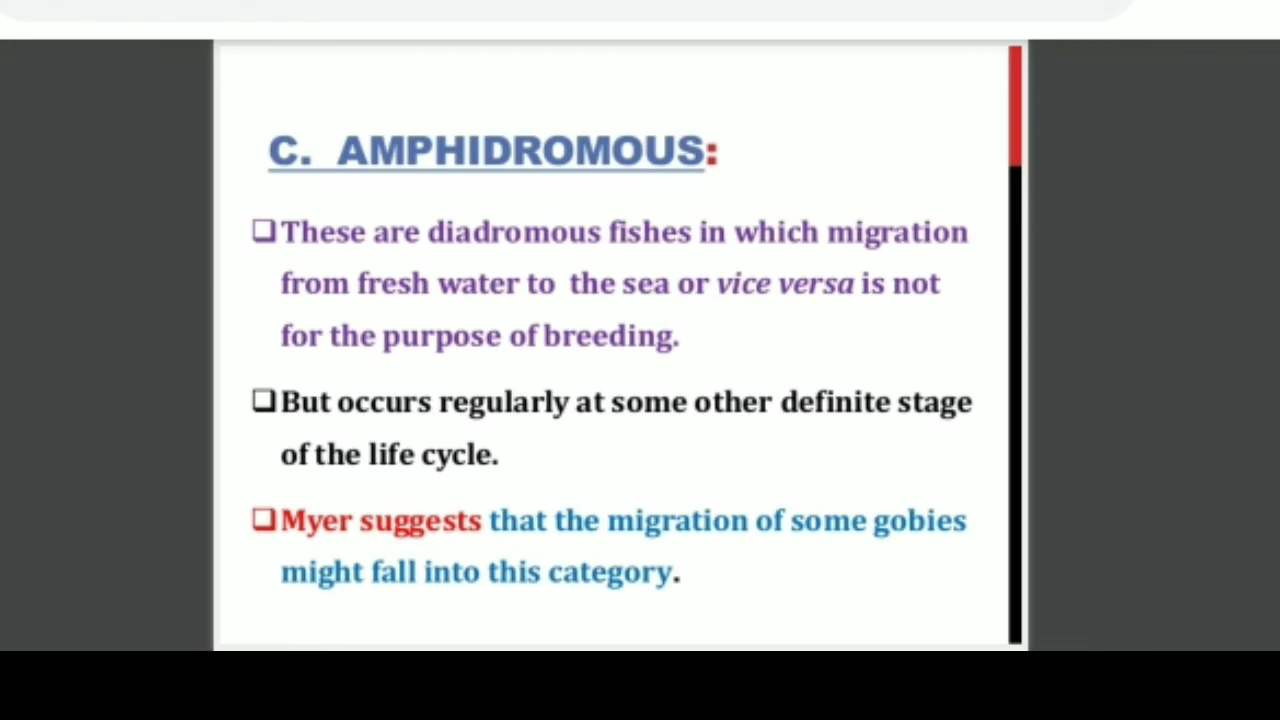 C. AMPHIDROMOUS:
❑These are diadromous fishes in which migration
from fresh water to the sea or vice versa is not
for the purpose of breeding.
❑But occurs regularly at some other definite stage
of the life cycle.
❑Myer suggests that the migration of some gobies
might fall into this category.